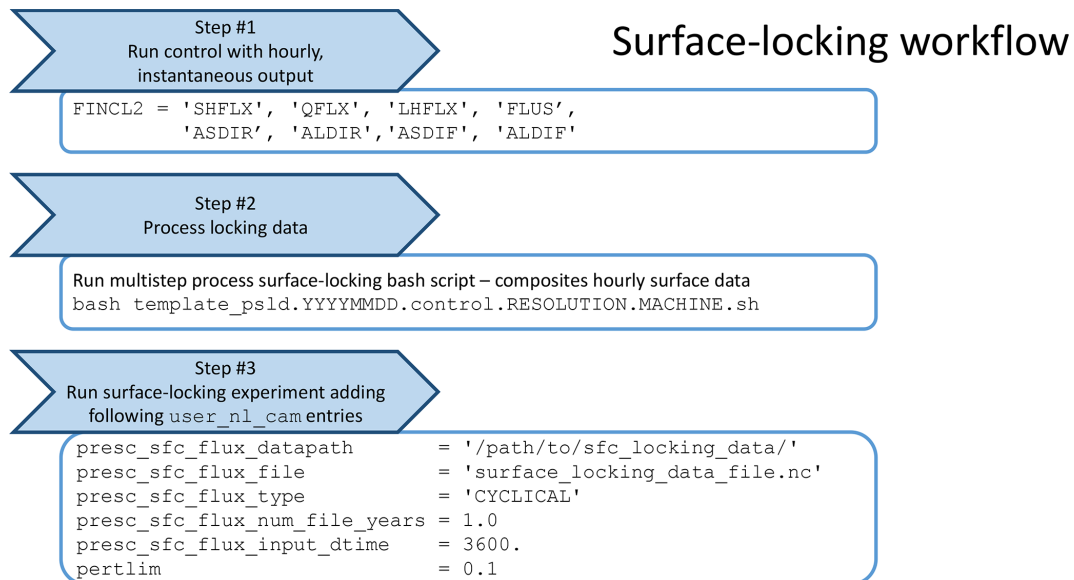 Surface-locking workflow
Step #1
Run control with hourly,
instantaneous output
FINCL2 = 'SHFLX', 'QFLX', 'LHFLX', 'FLUS’,
'ASDIR’, 'ALDIR','ASDIF', 'ALDIF'
Step #2
Process locking data
Run multistep process surface-locking bash script – composites hourly surface data
bash template_psld.YYYYMMDD.control.RESOLUTION.MACHINE.sh
Step #3
Run surface-locking experiment adding
following user_nl_cam entries
presc_sfc_flux_datapath = '/path/to/sfc_locking_data/'
presc_sfc_flux_file = 'surface_locking_data_file.nc'
presc_sfc_flux_type = 'CYCLICAL'
presc_sfc_flux_num_file_years = 1.0
presc_sfc_flux_input_dtime = 3600.
pertlim = 0.1